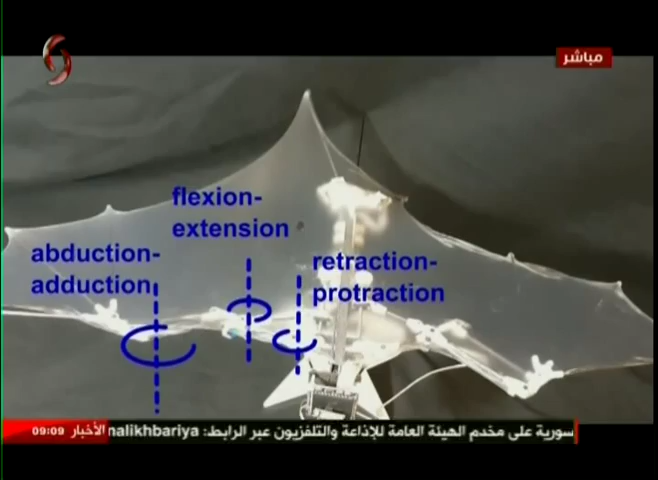 مباشر
flexion-
extension
abduction-
adduction
retraction-
protraction
سورية على مخدم الهيئة العامة للإذاعة والتلفزيون عبر الرابط: nalikhbariya
الأخبار 09:09